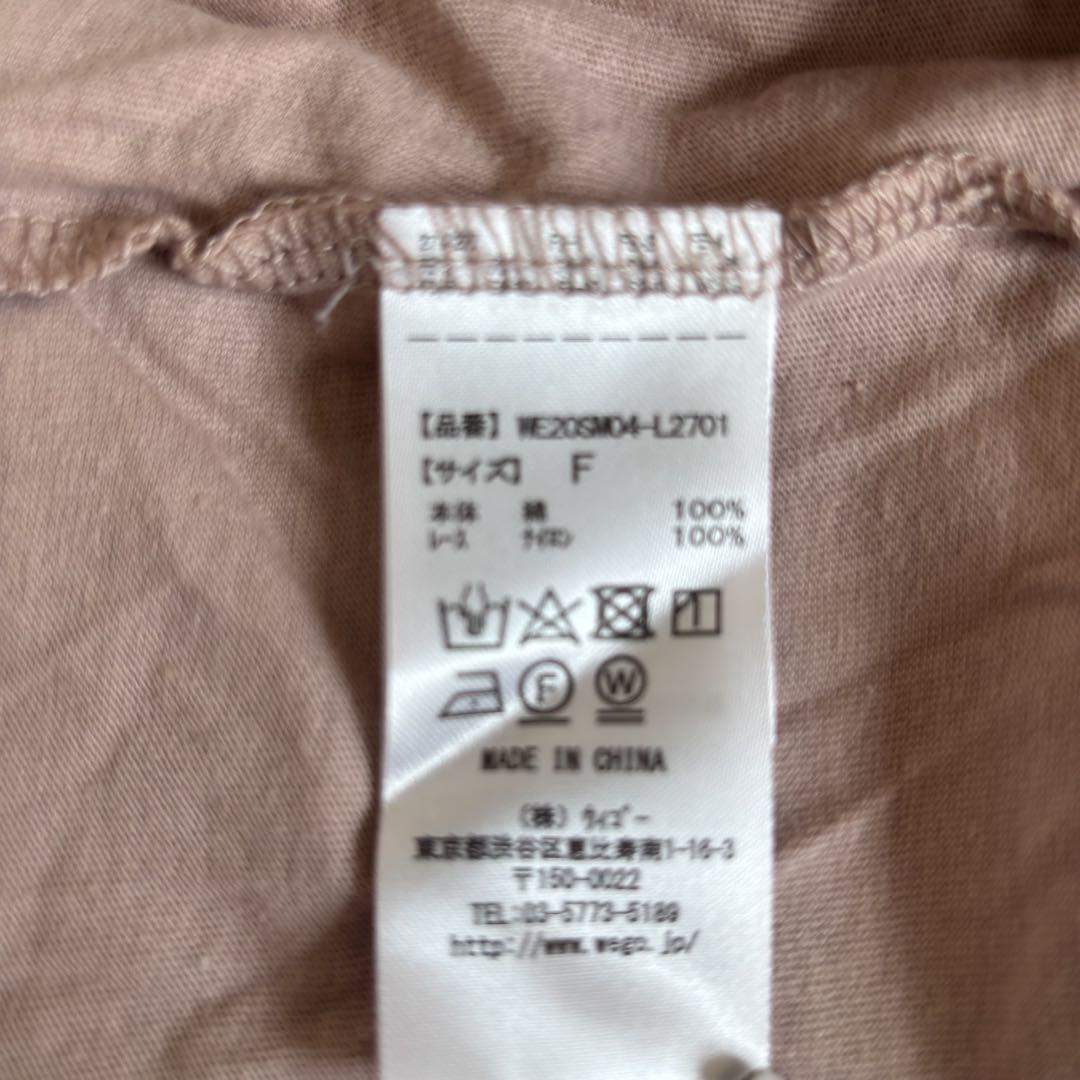 【品番】 WE20SM04-L2701
【サイズ】 F
本体 綿 100%
レース ナイロン 100%
F W
MADE IN CHINA
(株) ウィゴー
東京都渋谷区恵比寿南1-16-3
〒150-0022
TEL:03-5773-5189
http://www.wego.jp/